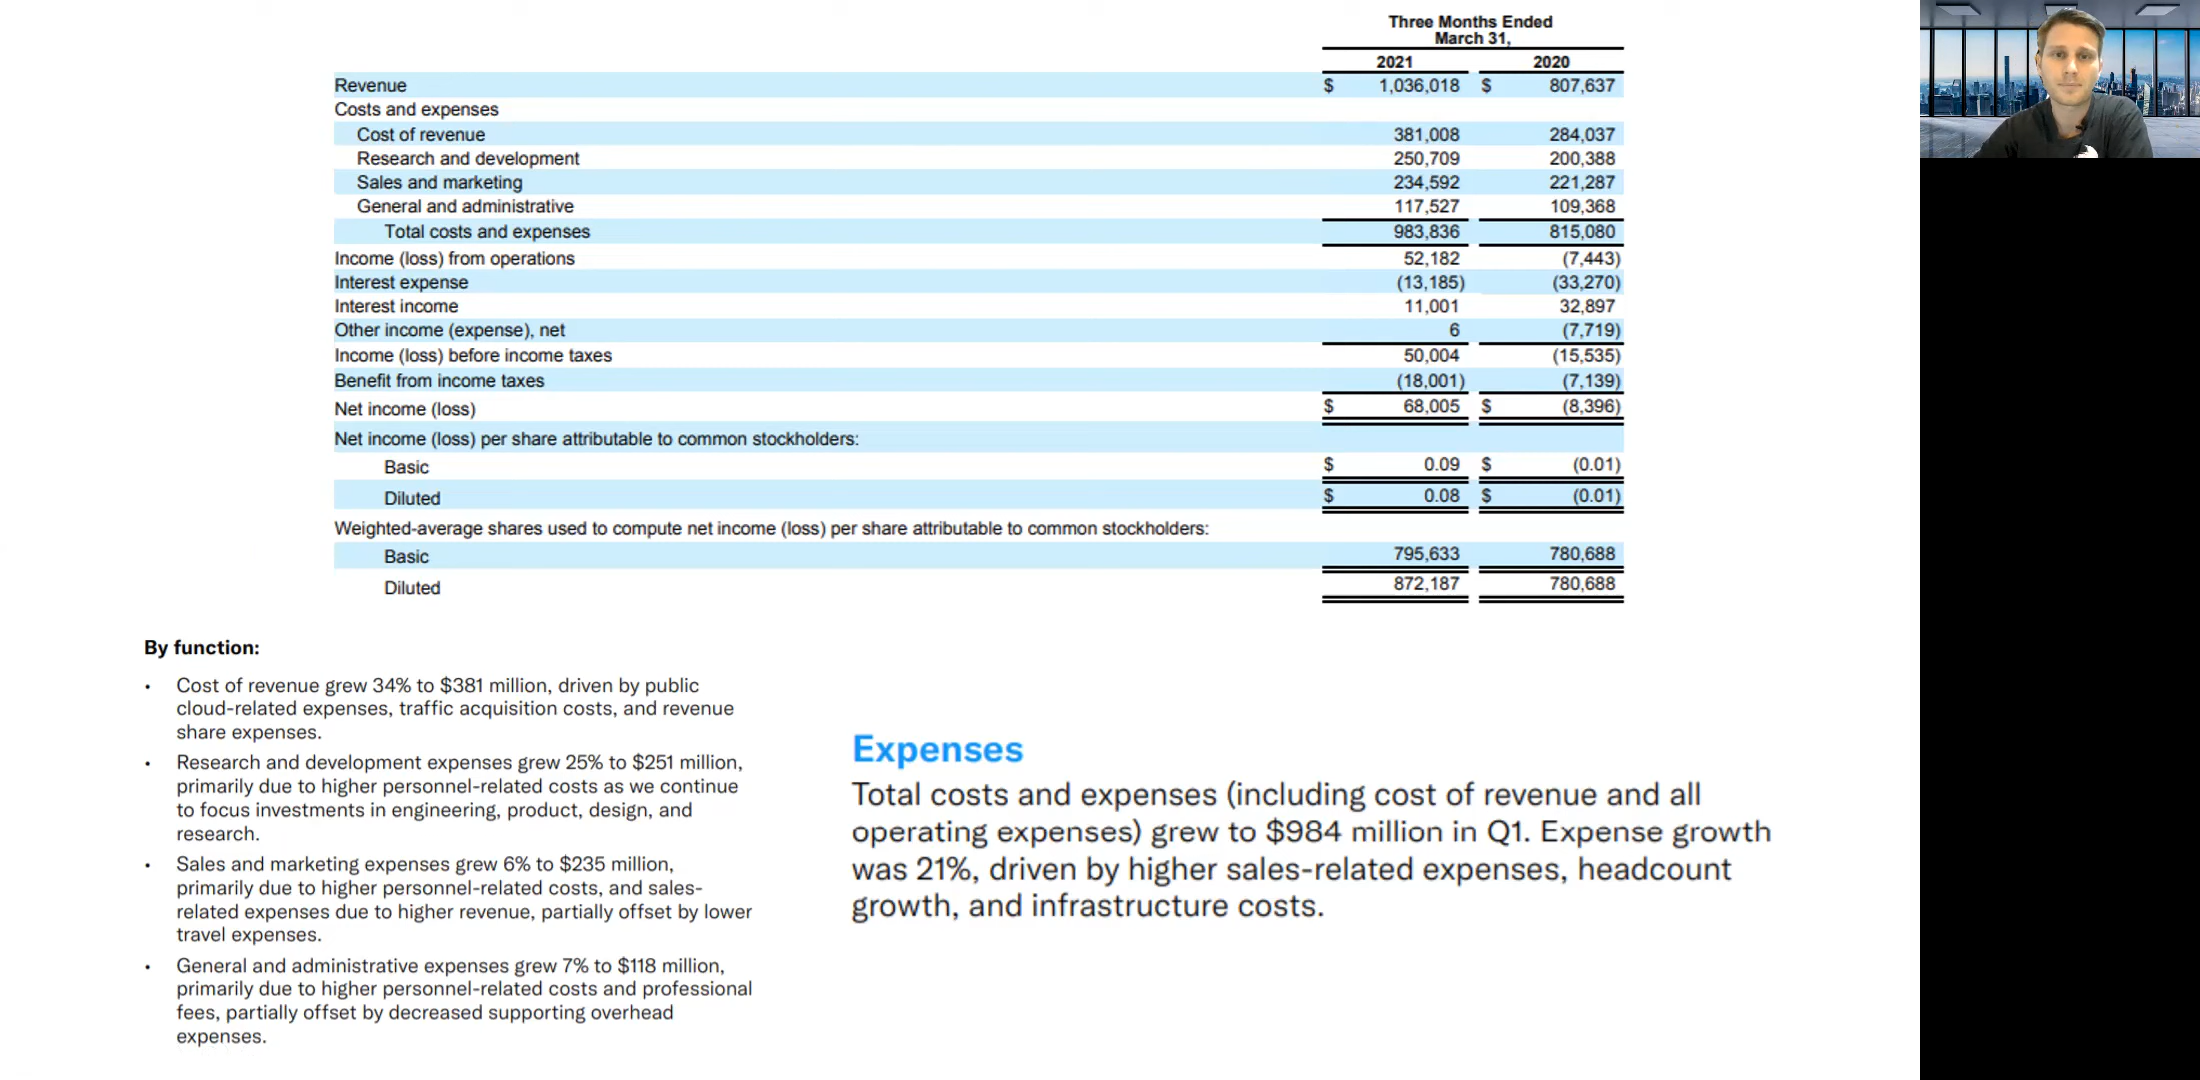 Three Months Ended
March 31,
2021 2020
Revenue $ 1,036,018 $ 807,637
Costs and expenses
Cost of revenue 381,008 284,037
Research and development 250,709 200,388
Sales and marketing 234,592 221,287
General and administrative 117,527 109,368
Total costs and expenses 983,836 815,080
Income (loss) from operations 52,182 (7,443)
Interest expense (13,185) (33,270)
Interest income 11,001 32,897
Other income (expense), net 6 (7,719)
Income (loss) before income taxes 50,004 (15,535)
Benefit from income taxes (18,001) (7,139)
Net income (loss) $ 68,005 $ (8,396)
Net income (loss) per share attributable to common stockholders:
Basic $ 0.09 $ (0.01)
Diluted $ 0.08 $ (0.01)
Weighted-average shares used to compute net income (loss) per share attributable to common stockholders:
Basic 795,633 780,688
Diluted 872,187 780,688
By function:
• Cost of revenue grew 34% to $381 million, driven by public
cloud-related expenses, traffic acquisition costs, and revenue
share expenses.
• Research and development expenses grew 25% to $251 million,
primarily due to higher personnel-related costs as we continue
to focus investments in engineering, product, design, and
research.
• Sales and marketing expenses grew 6% to $235 million,
primarily due to higher personnel-related costs, and sales-
related expenses due to higher revenue, partially offset by lower
travel expenses.
• General and administrative expenses grew 7% to $118 million,
primarily due to higher personnel-related costs and professional
fees, partially offset by decreased supporting overhead
expenses.
Expenses
Total costs and expenses (including cost of revenue and all
operating expenses) grew to $984 million in Q1. Expense growth
was 21%, driven by higher sales-related expenses, headcount
growth, and infrastructure costs.